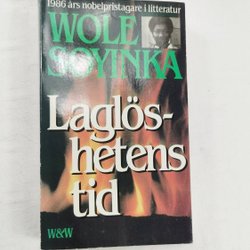 1986 års nobelpristagare i litteratur
WOLE
SOYINKA
Laglös-
hetens
tid
W&W